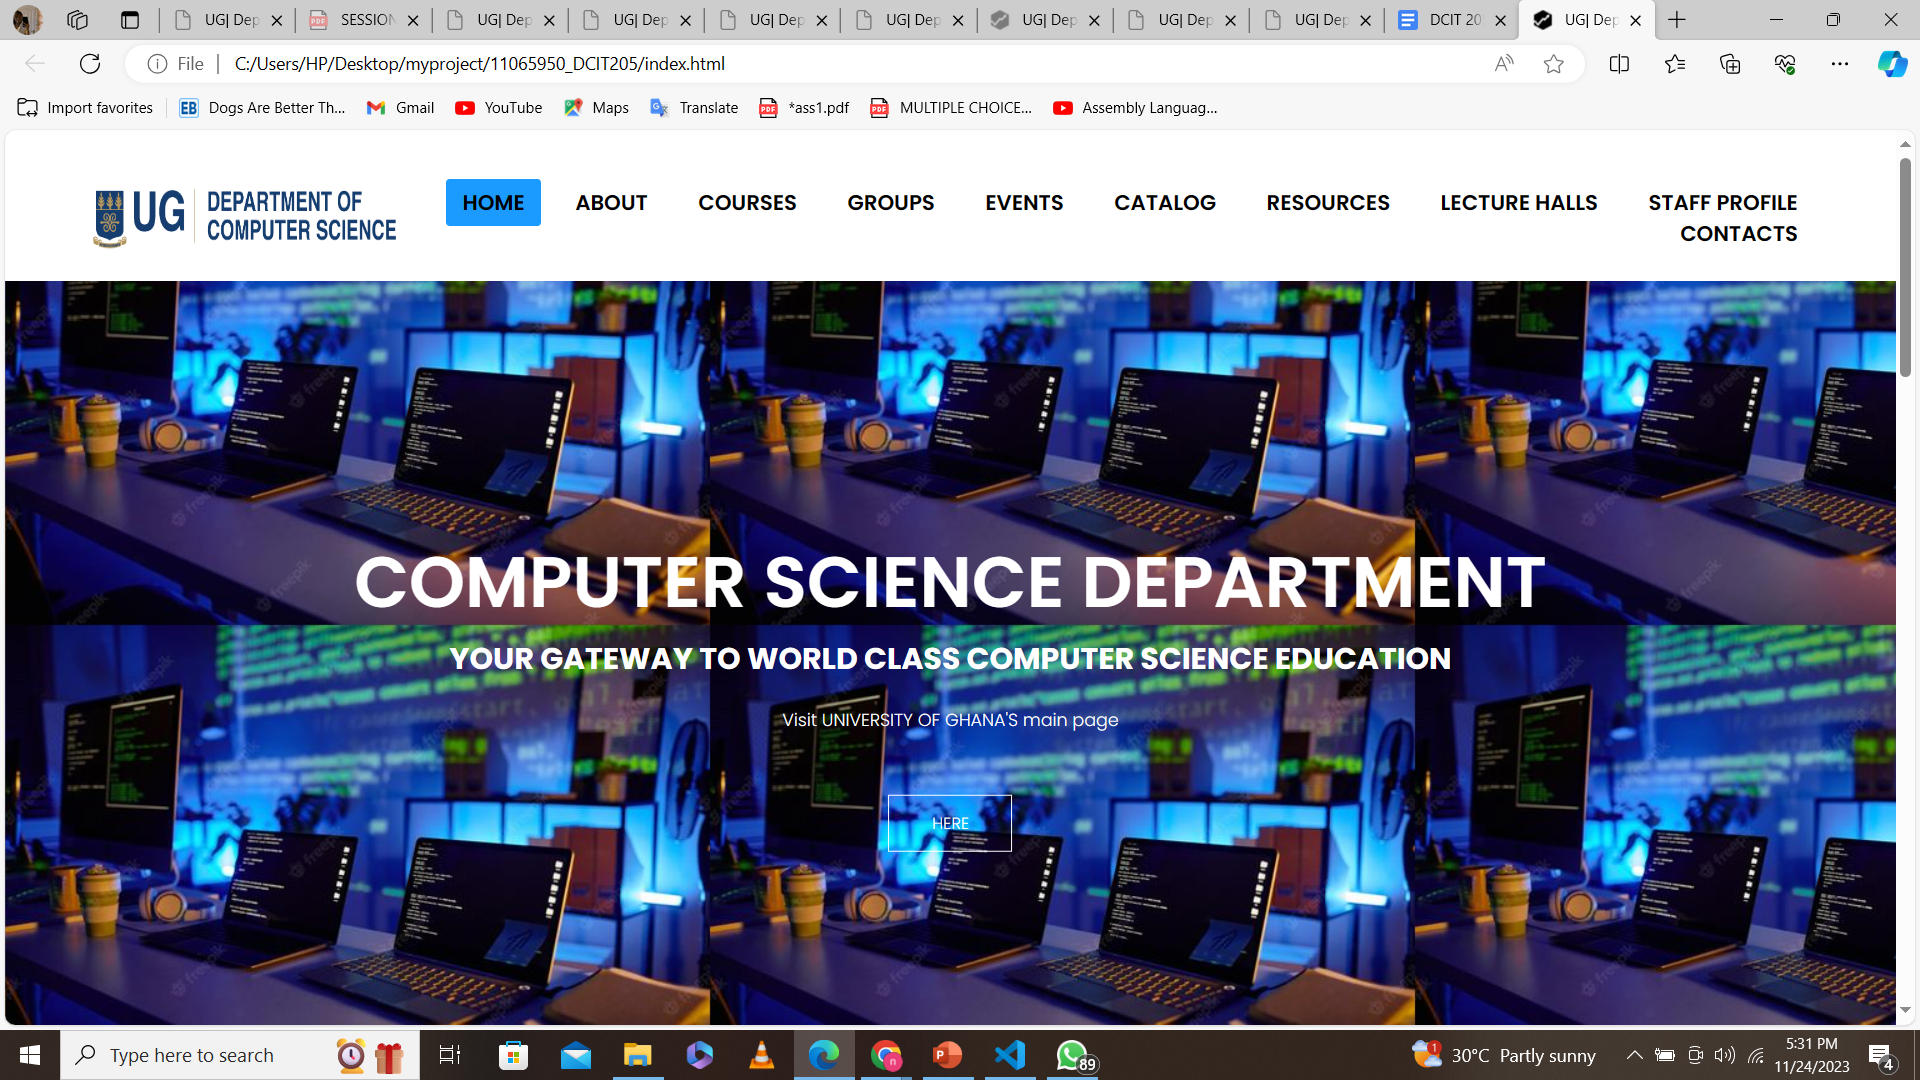 UG| Dep
SESSION
UG| Dep
UG| Dep
UG| Dep
UG| Dep
UG| Dep
UG| Dep
UG| Dep
DCIT 20
UG| Dep
File
C:/Users/HP/Desktop/myproject/11065950_DCIT205/index.html
Import favorites
EB
Dogs Are Better Th...
Gmail
YouTube
Maps
Translate
PDF
*ass1.pdf
PDF
MULTIPLE CHOICE...
Assembly Languag...
UG
DEPARTMENT OF
COMPUTER SCIENCE
HOME
ABOUT
COURSES
GROUPS
EVENTS
CATALOG
RESOURCES
LECTURE HALLS
STAFF PROFILE
CONTACTS
COMPUTER SCIENCE DEPARTMENT
YOUR GATEWAY TO WORLD CLASS COMPUTER SCIENCE EDUCATION
Visit UNIVERSITY OF GHANA'S main page
HERE
Type here to search
89
1
30°C Partly sunny
5:31 PM
11/24/2023
4